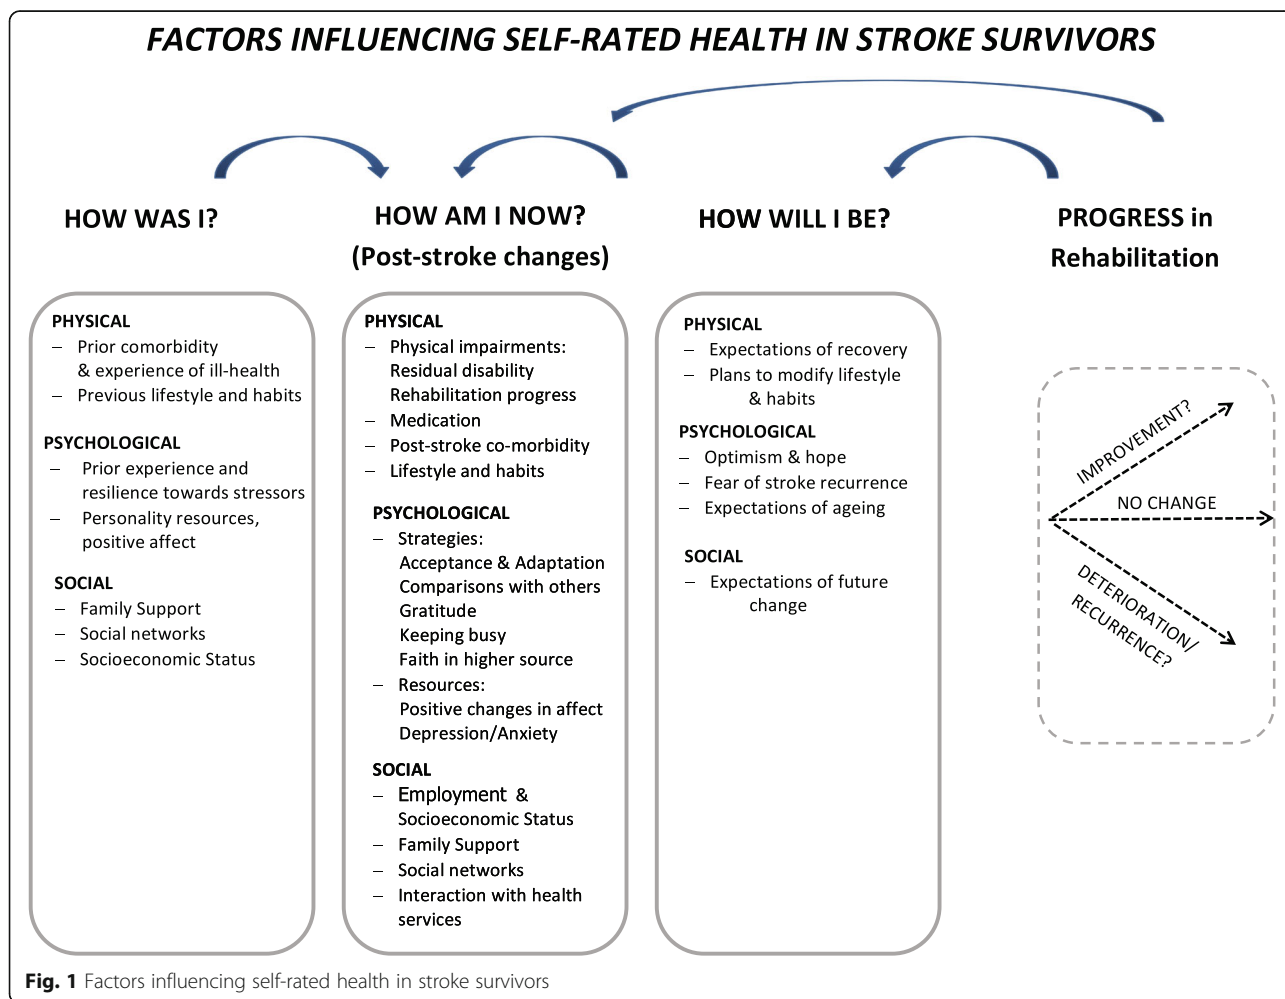 FACTORS INFLUENCING SELF-RATED HEALTH IN STROKE SURVIVORS
HOW WAS I?
PHYSICAL
– Prior comorbidity
& experience of ill-health
– Previous lifestyle and habits
PSYCHOLOGICAL
– Prior experience and
resilience towards stressors
– Personality resources,
positive affect
SOCIAL
– Family Support
– Social networks
– Socioeconomic Status
HOW AM I NOW?
(Post-stroke changes)
PHYSICAL
– Physical impairments:
Residual disability
Rehabilitation progress
– Medication
– Post-stroke co-morbidity
– Lifestyle and habits
PSYCHOLOGICAL
– Strategies:
Acceptance & Adaptation
Comparisons with others
Gratitude
Keeping busy
Faith in higher source
– Resources:
Positive changes in affect
Depression/Anxiety
SOCIAL
– Employment &
Socioeconomic Status
– Family Support
– Social networks
– Interaction with health
services
HOW WILL I BE?
PHYSICAL
– Expectations of recovery
– Plans to modify lifestyle
& habits
PSYCHOLOGICAL
– Optimism & hope
– Fear of stroke recurrence
– Expectations of ageing
SOCIAL
– Expectations of future
change
PROGRESS in
Rehabilitation
IMPROVEMENT?
NO CHANGE
DETERIORATION/
RECURRENCE?
Fig. 1 Factors influencing self-rated health in stroke survivors